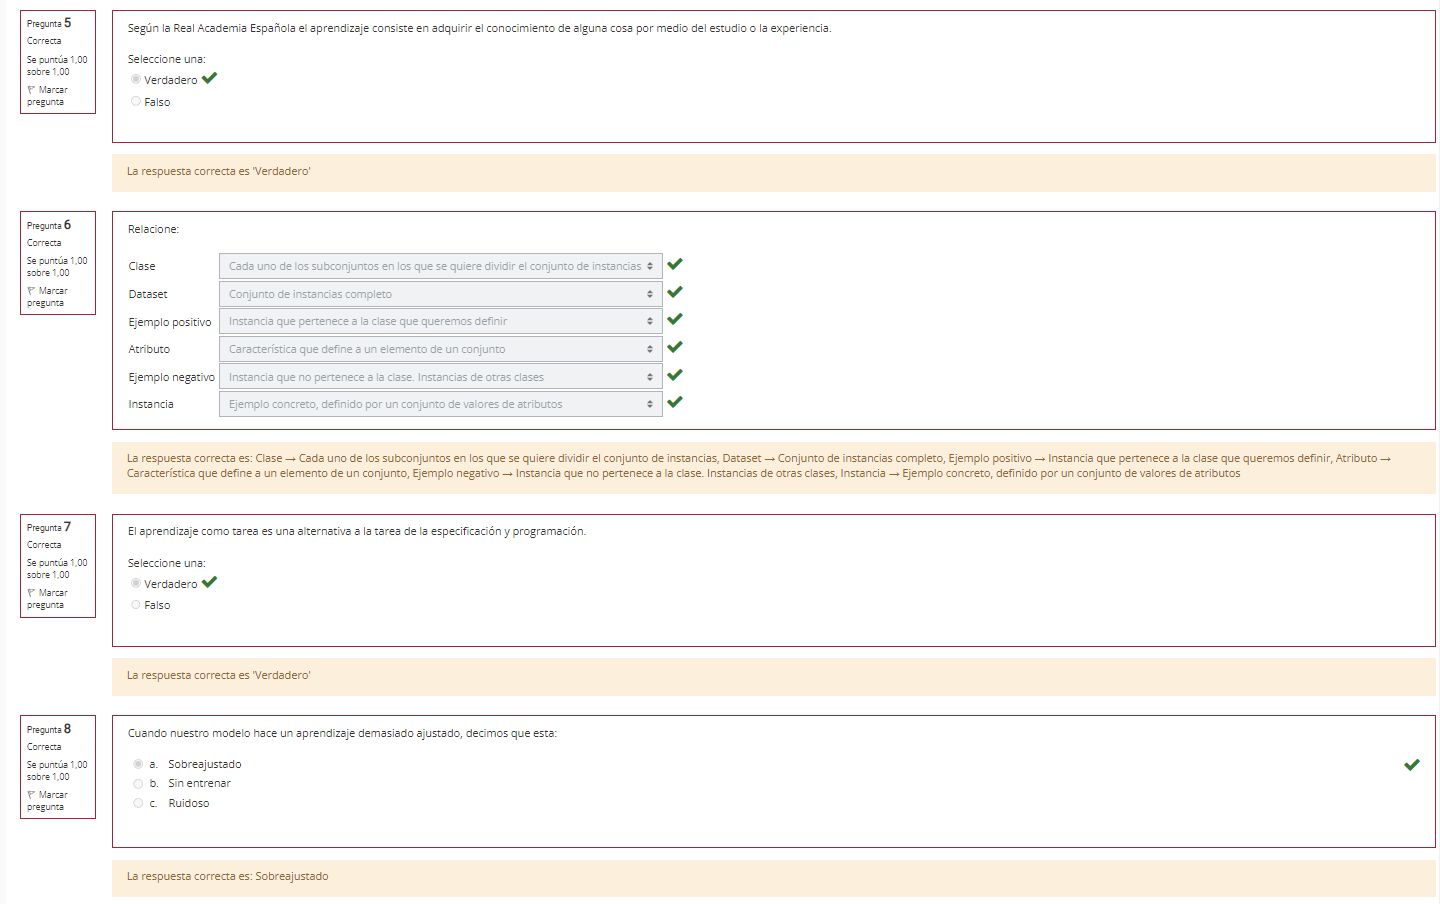 Pregunta 5
Correcta
Se puntúa 1,00
sobre 1,00
Marcar
pregunta
Según la Real Academia Española el aprendizaje consiste en adquirir el conocimiento de alguna cosa por medio del estudio o la experiencia.
Seleccione una:
Verdadero
Falso
La respuesta correcta es 'Verdadero'
Pregunta 6
Correcta
Se puntúa 1,00
sobre 1,00
Marcar
pregunta
Relacione:
Clase Cada uno de los subconjuntos en los que se quiere dividir el conjunto de instancias
Dataset Conjunto de instancias completo
Ejemplo positivo Instancia que pertenece a la clase que queremos definir
Atributo Característica que define a un elemento de un conjunto
Ejemplo negativo Instancia que no pertenece a la clase. Instancias de otras clases
Instancia Ejemplo concreto, definido por un conjunto de valores de atributos
La respuesta correcta es: Clase → Cada uno de los subconjuntos en los que se quiere dividir el conjunto de instancias, Dataset → Conjunto de instancias completo, Ejemplo positivo → Instancia que pertenece a la clase que queremos definir, Atributo →
Característica que define a un elemento de un conjunto, Ejemplo negativo → Instancia que no pertenece a la clase. Instancias de otras clases, Instancia → Ejemplo concreto, definido por un conjunto de valores de atributos
Pregunta 7
Correcta
Se puntúa 1,00
sobre 1,00
Marcar
pregunta
El aprendizaje como tarea es una alternativa a la tarea de la especificación y programación.
Seleccione una:
Verdadero
Falso
La respuesta correcta es 'Verdadero'
Pregunta 8
Correcta
Se puntúa 1,00
sobre 1,00
Marcar
pregunta
Cuando nuestro modelo hace un aprendizaje demasiado ajustado, decimos que esta:
a. Sobreajustado
b. Sin entrenar
c. Ruidoso
La respuesta correcta es: Sobreajustado